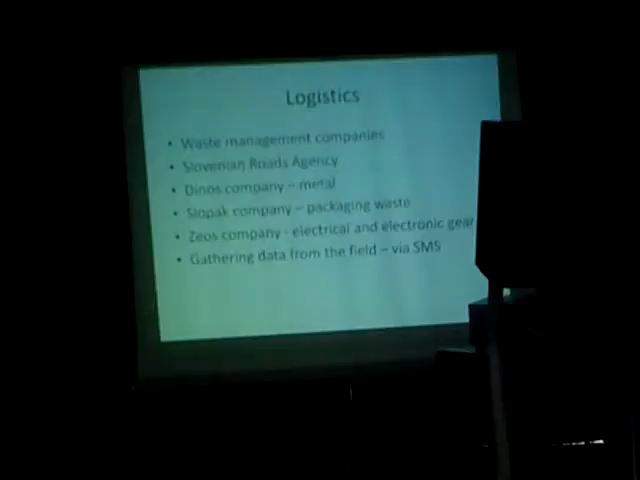 Logistics
• Waste management companies
• Slovenian Roads Agency
• Dinos company – metal
• Slopak company – packaging waste
• Zeos company - electrical and electronic gear
• Gathering data from the field – via SMS